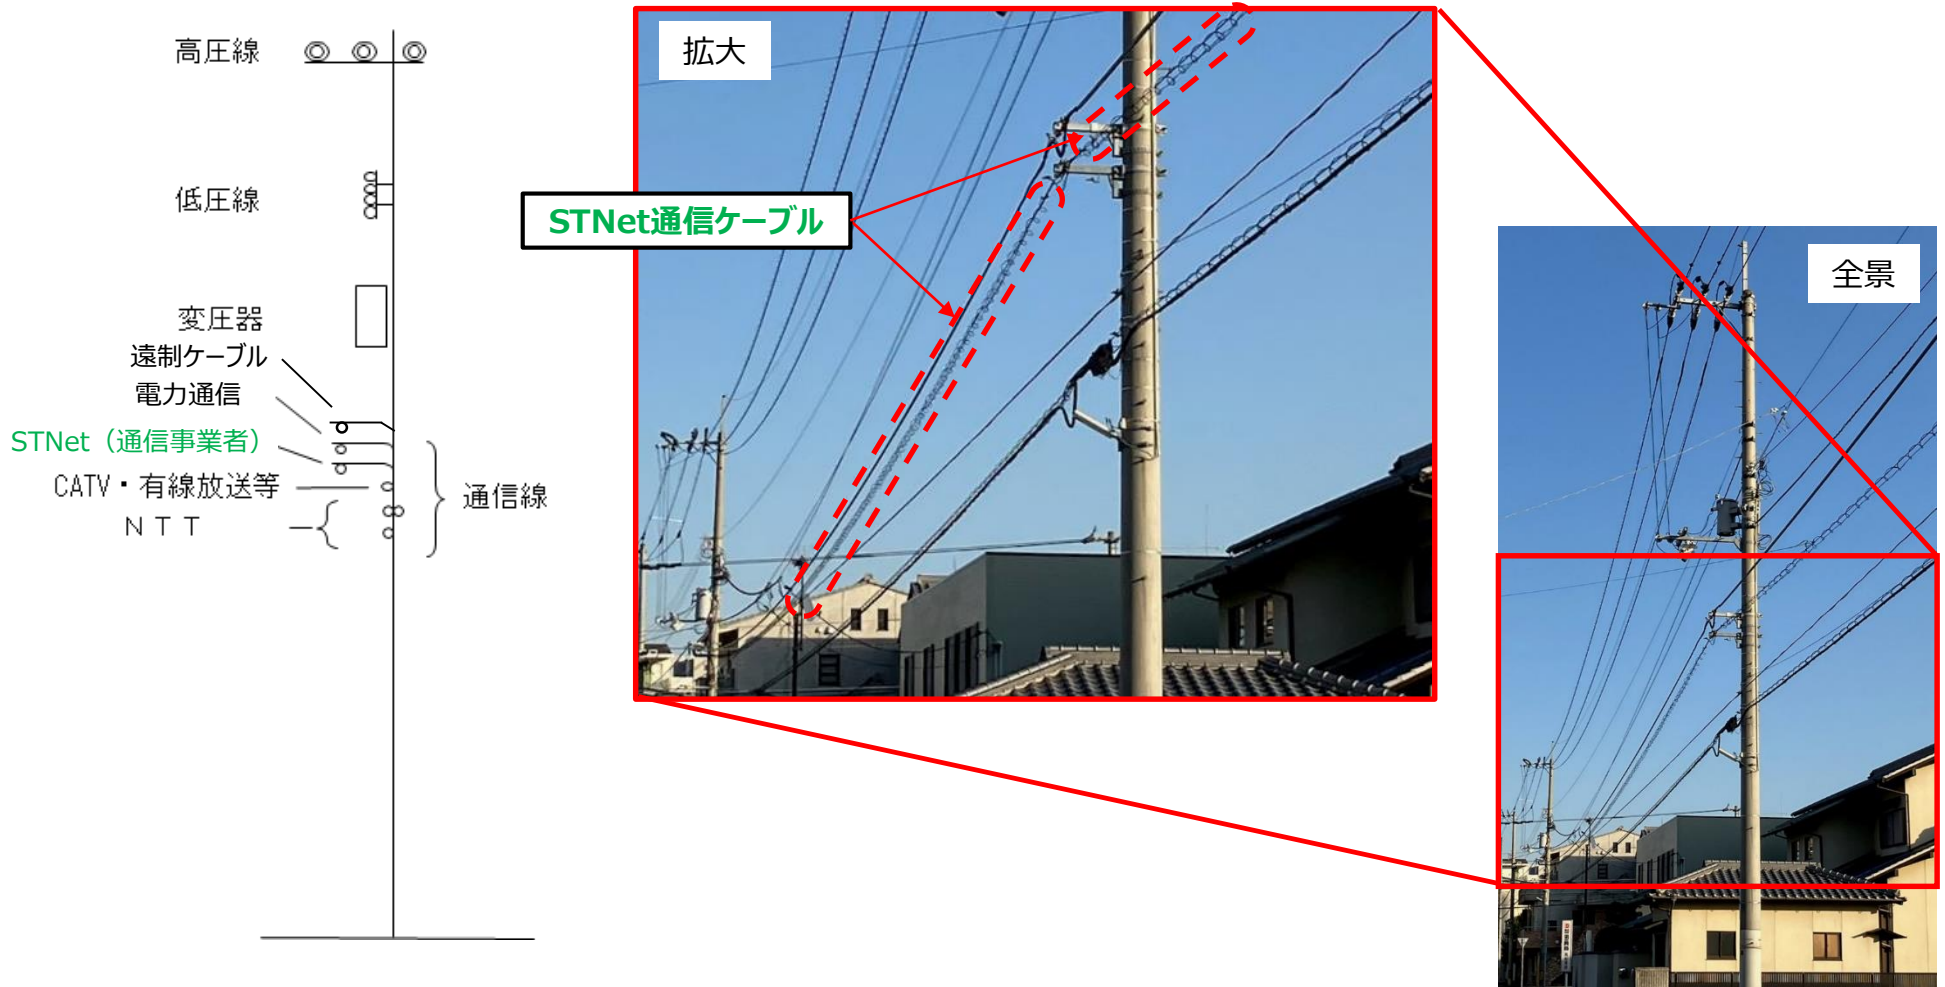 高圧線
低圧線
変圧器
遠制ケーブル
電力通信
STNet（通信事業者）
CATV・有線放送等
ＮＴＴ
通信線
拡大
STNet通信ケーブル
全景